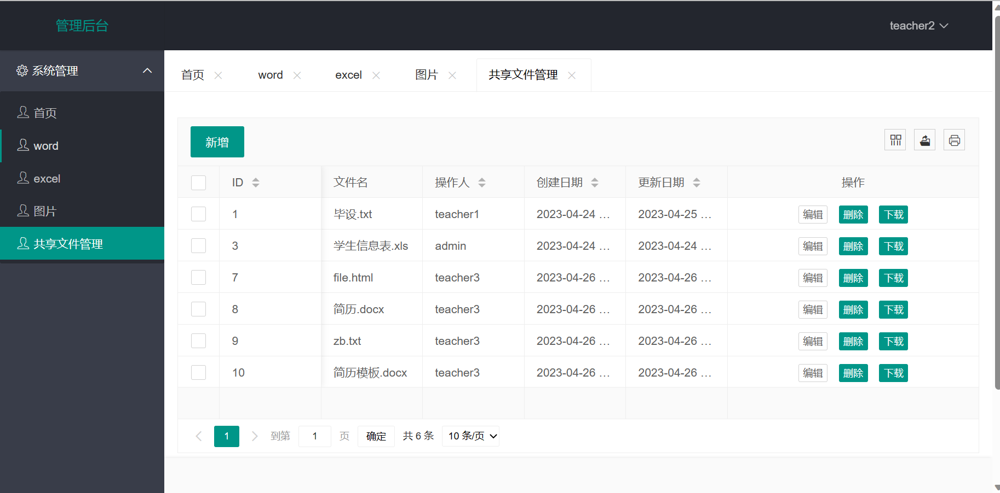 管理后台
teacher2
系统管理
首页
word
excel
图片
共享文件管理
首页 word excel 图片 共享文件管理
新增
ID 文件名 操作人 创建日期 更新日期 操作
1 毕设.txt teacher1 2023-04-24 ... 2023-04-25 ... 编辑 删除 下载
3 学生信息表.xls admin 2023-04-24 ... 2023-04-24 ... 编辑 删除 下载
7 file.html teacher3 2023-04-26 ... 2023-04-26 ... 编辑 删除 下载
8 简历.docx teacher3 2023-04-26 ... 2023-04-26 ... 编辑 删除 下载
9 zb.txt teacher3 2023-04-26 ... 2023-04-26 ... 编辑 删除 下载
10 简历模板.docx teacher3 2023-04-26 ... 2023-04-26 ... 编辑 删除 下载
1 到第 1 页 确定 共 6 条 10 条/页